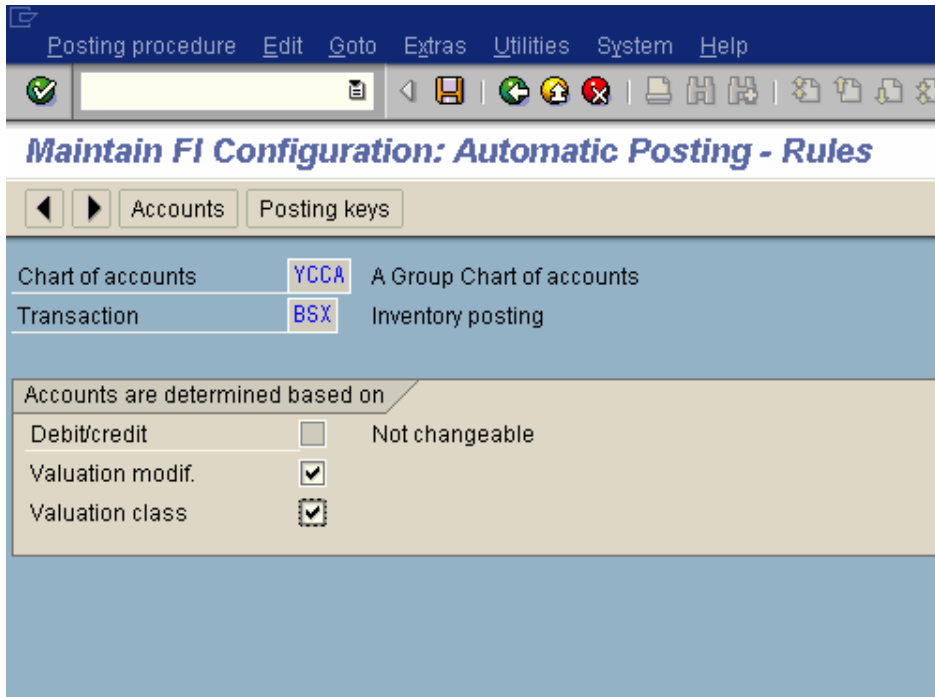 Posting procedure Edit Goto Extras Utilities System Help
Maintain FI Configuration: Automatic Posting - Rules
Accounts Posting keys
Chart of accounts YCCA A Group Chart of accounts
Transaction BSX Inventory posting
Accounts are determined based on
Debit/credit Not changeable
Valuation modif.
Valuation class